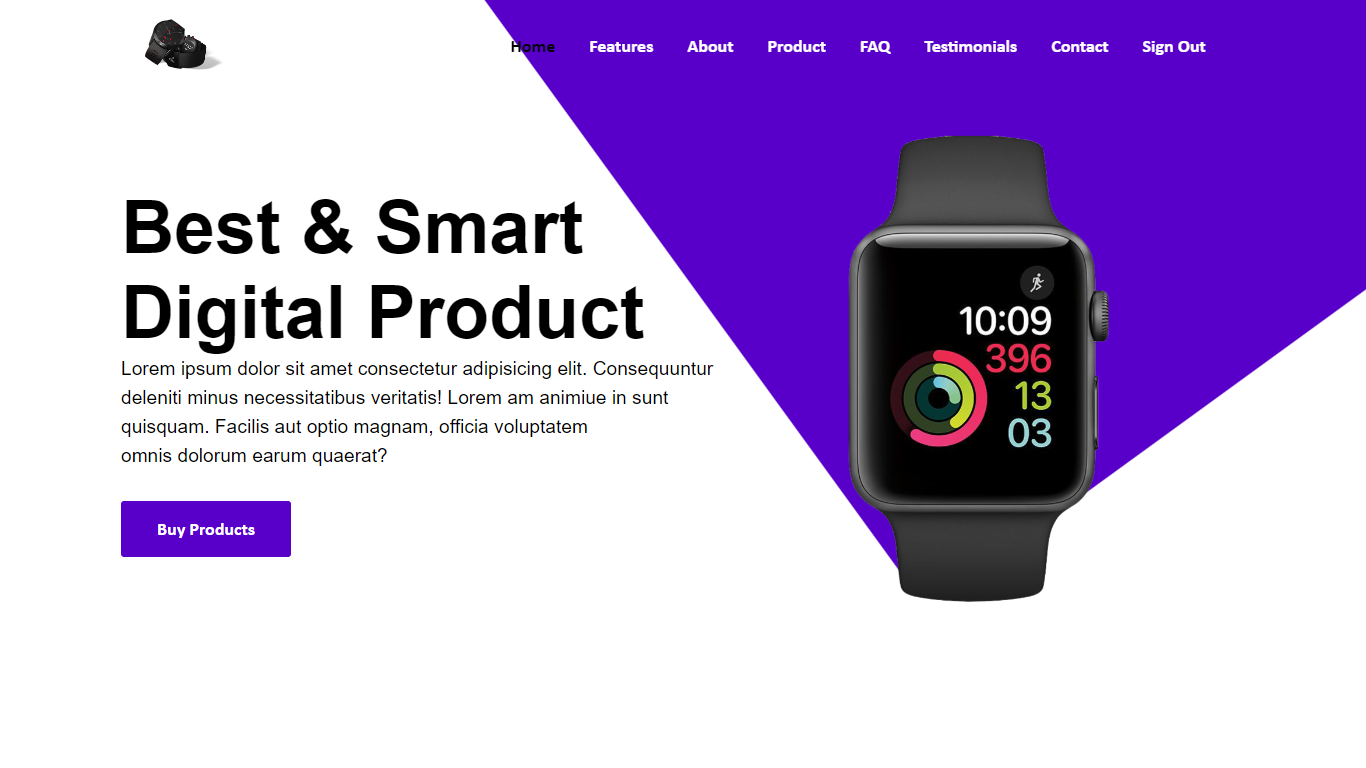 Home Features About Product FAQ Testimonials Contact Sign Out
Best & Smart
Digital Product
Lorem ipsum dolor sit amet consectetur adipisicing elit. Consequuntur
deleniti minus necessitatibus veritatis! Lorem am animiue in sunt
quisquam. Facilis aut optio magnam, officia voluptatem
omnis dolorum earum quaerat?
Buy Products
10:09
396
13
03